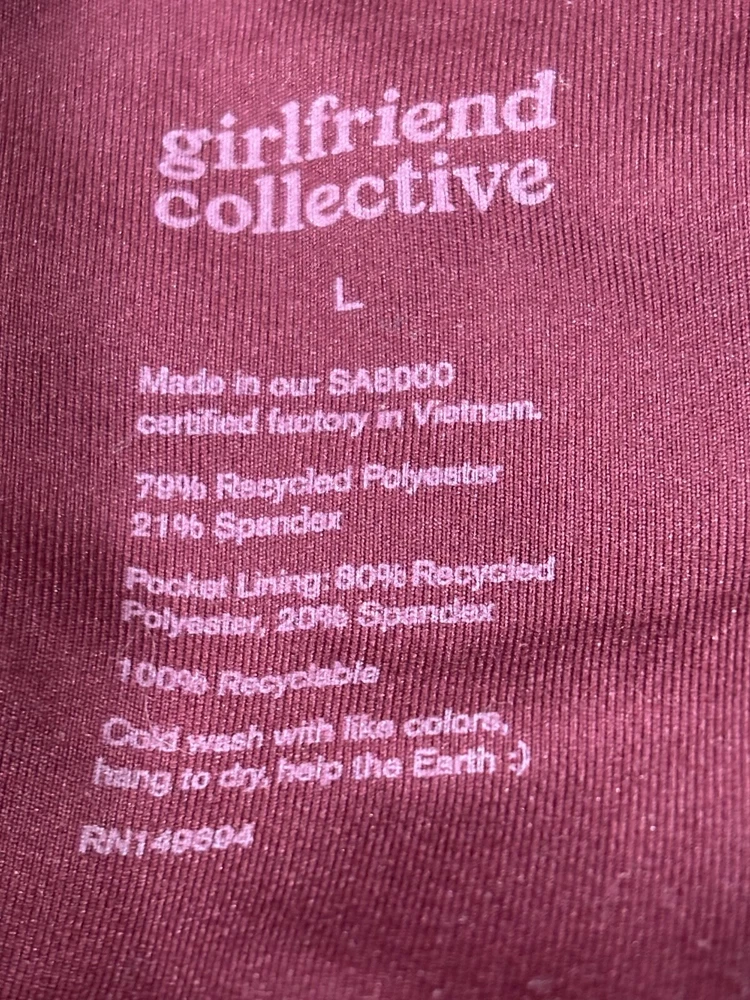 girlfriend
collective
L
Made in our SA8000
certified factory in Vietnam.
79% Recycled Polyester
21% Spandex
Pocket Lining: 80% Recycled
Polyester, 20% Spandex
100% Recyclable
Cold wash with like colors,
hang to dry, help the Earth :)
RN149694